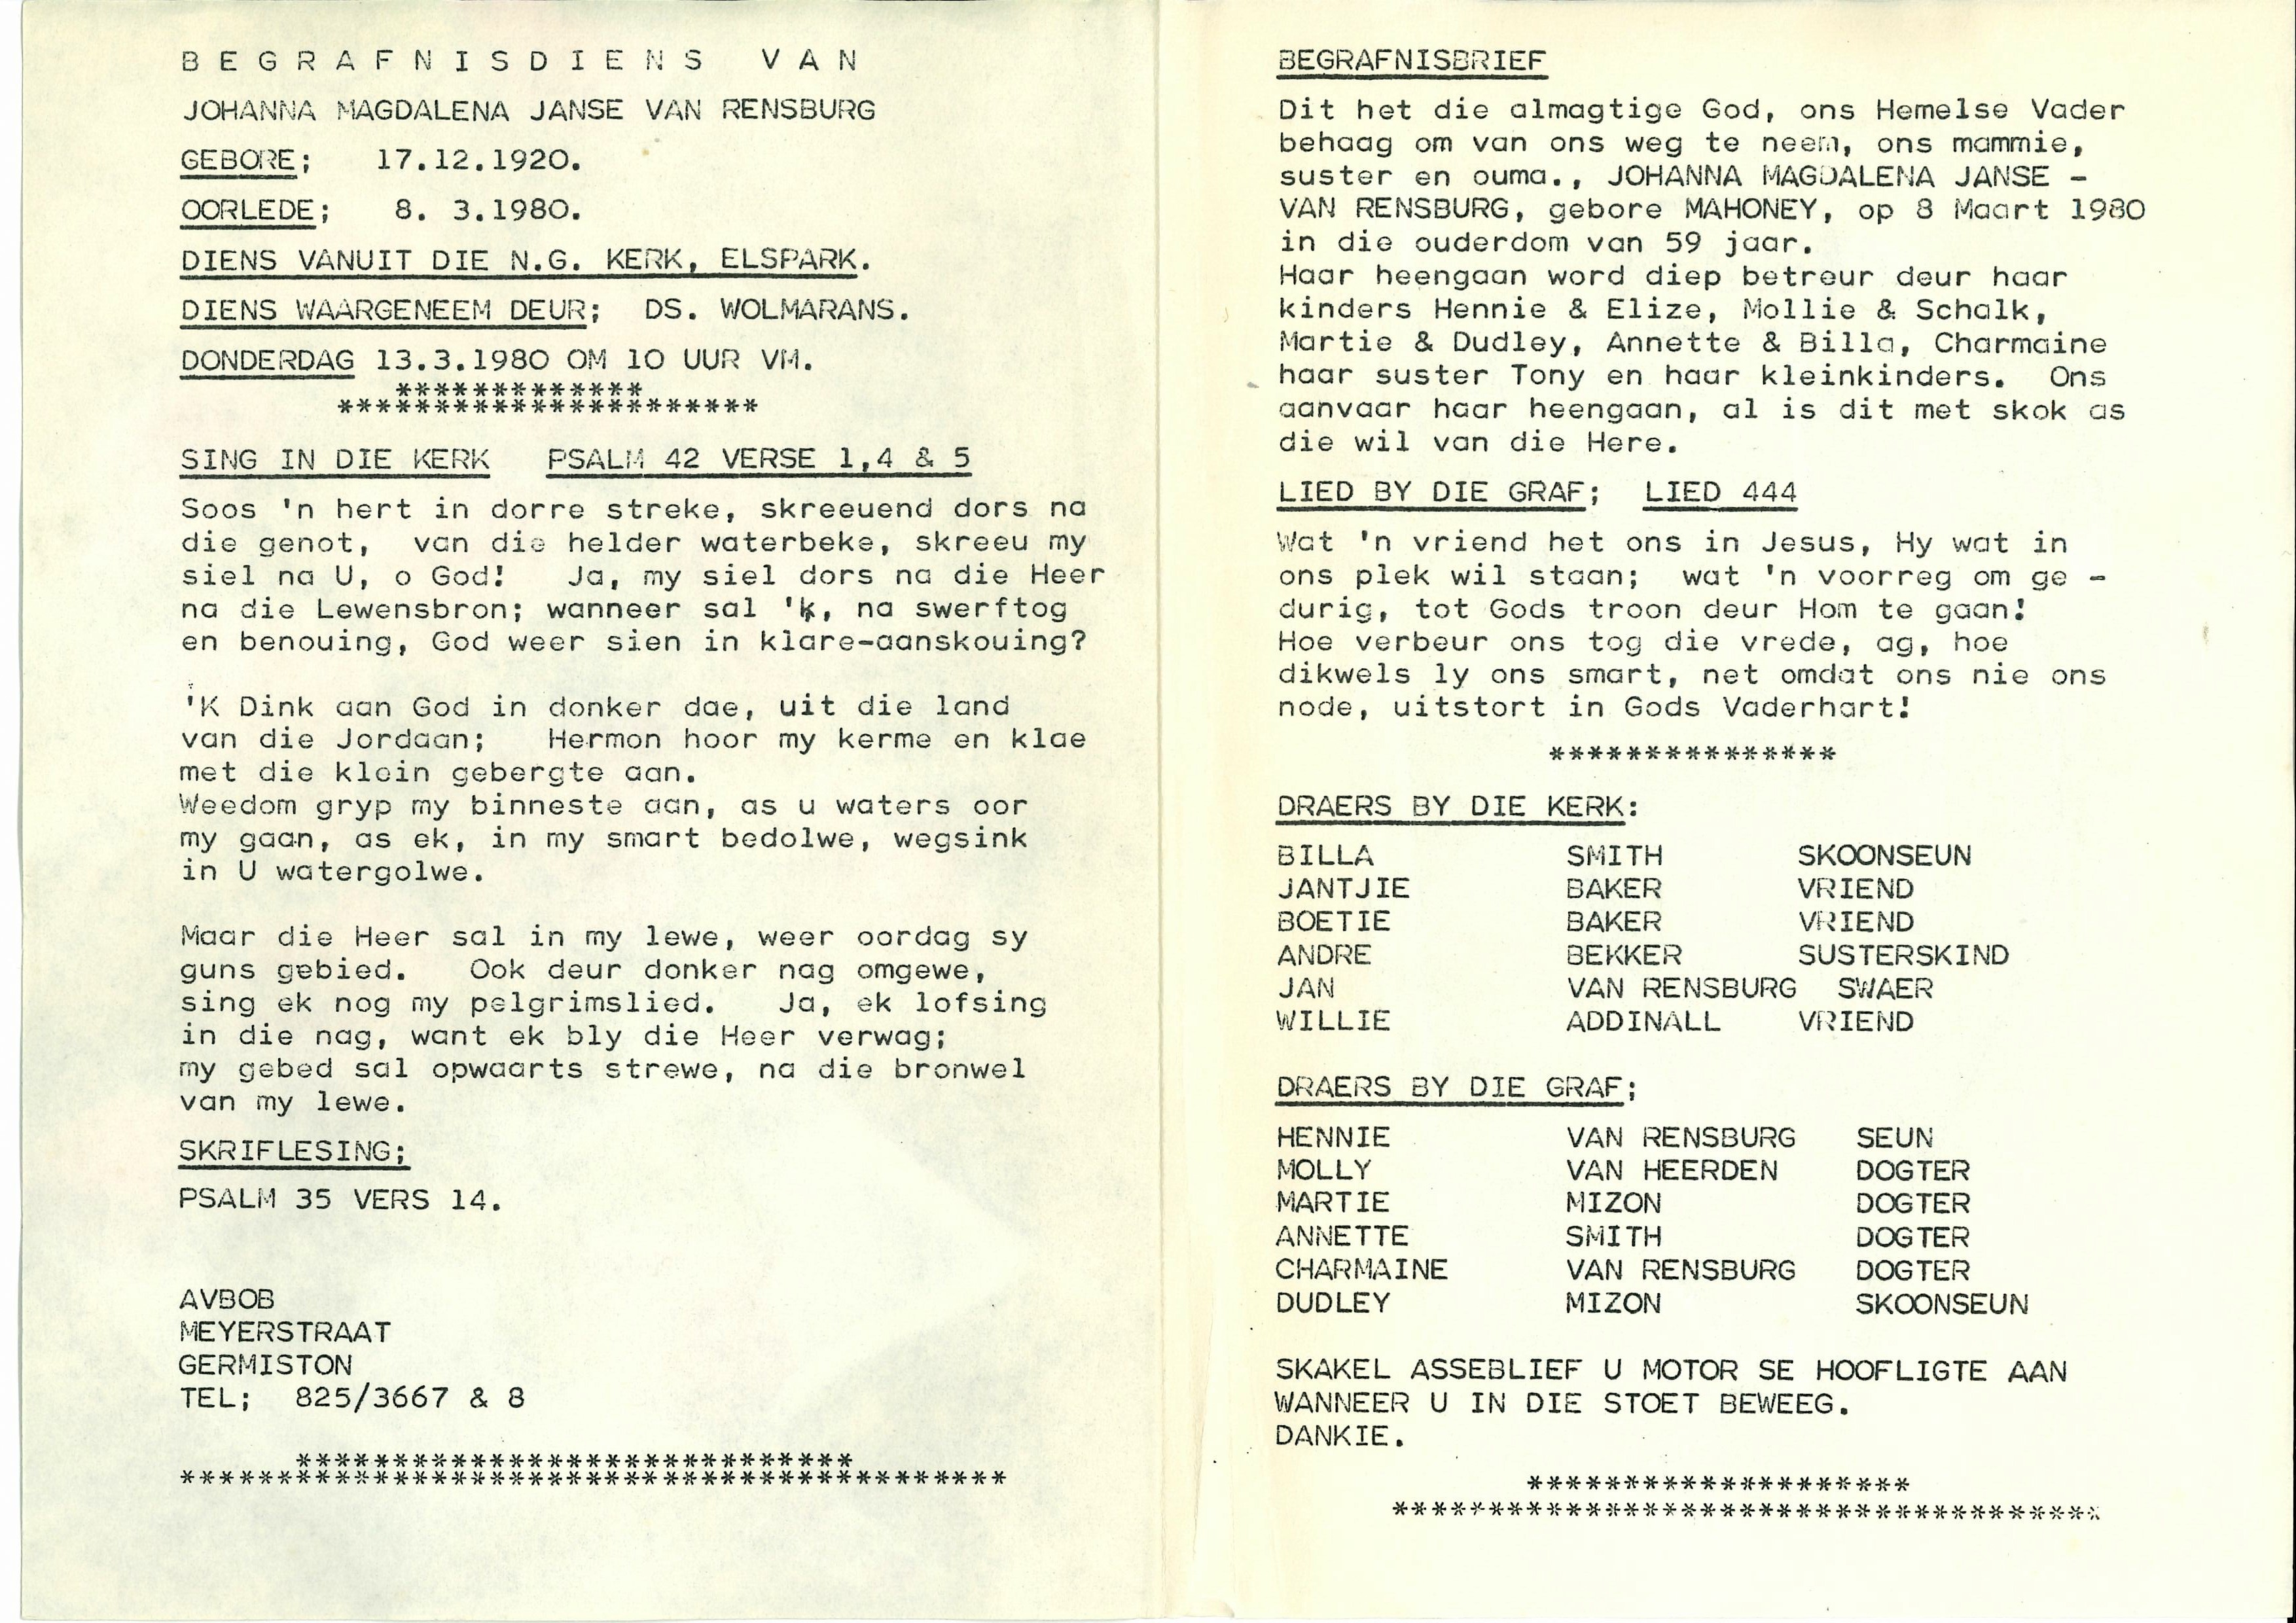 B E G R A F N I S D I E N S   V A N
JOHANNA MAGDALENA JANSE VAN RENSBURG
GEBORE;   17.12.1920.
OORLEDE;   8. 3.1980.
DIENS VANUIT DIE N.G. KERK, ELSPARK.
DIENS WAARGENEEM DEUR;  DS. WOLMARANS.
DONDERDAG 13.3.1980 OM 10 UUR VM.
*************
**********************
SING IN DIE KERK   PSALM 42 VERSE 1,4 & 5
Soos 'n hert in dorre streke, skreeuend dors na
die genot,  van die helder waterbeke, skreeu my
siel na U, o God!   Ja, my siel dors na die Heer
na die Lewensbron; wanneer sal 'k, na swerftog
en benouing, God weer sien in klare-aanskouing?
'K Dink aan God in donker dae, uit die land
van die Jordaan;   Hermon hoor my kerme en klae
met die klein gebergte aan.
Weedom gryp my binneste aan, as u waters oor
my gaan, as ek, in my smart bedolwe, wegsink
in U watergolwe.
Maar die Heer sal in my lewe, weer oordag sy
guns gebied.   Ook deur donker nag omgewe,
sing ek nog my pelgrimslied.   Ja, ek lofsing
in die nag, want ek bly die Heer verwag;
my gebed sal opwaarts strewe, na die bronwel
van my lewe.
SKRIFLESING;
PSALM 35 VERS 14.
AVBOB
MEYERSTRAAT
GERMISTON
TEL;  825/3667 & 8
*****************************
*******************************************
BEGRAFNISBRIEF
Dit het die almagtige God, ons Hemelse Vader
behaag om van ons weg te neem, ons mammie,
suster en ouma., JOHANNA MAGDALENA JANSE -
VAN RENSBURG, gebore MAHONEY, op 8 Maart 1980
in die ouderdom van 59 jaar.
Haar heengaan word diep betreur deur haar
kinders Hennie & Elize, Mollie & Schalk,
Martie & Dudley, Annette & Billa, Charmaine
haar suster Tony en haar kleinkinders.  Ons
aanvaar haar heengaan, al is dit met skok as
die wil van die Here.
LIED BY DIE GRAF;  LIED 444
Wat 'n vriend het ons in Jesus, Hy wat in
ons plek wil staan;  wat 'n voorreg om ge -
durig, tot Gods troon deur Hom te gaan!
Hoe verbeur ons tog die vrede, ag, hoe
dikwels ly ons smart, net omdat ons nie ons
node, uitstort in Gods Vaderhart!
***************
DRAERS BY DIE KERK:
BILLA   SMITH   SKOONSEUN
JANTJIE   BAKER   VRIEND
BOETIE   BAKER   VRIEND
ANDRE   BEKKER   SUSTERSKIND
JAN   VAN RENSBURG   SWAER
WILLIE   ADDINALL   VRIEND
DRAERS BY DIE GRAF;
HENNIE   VAN RENSBURG   SEUN
MOLLY   VAN HEERDEN   DOGTER
MARTIE   MIZON   DOGTER
ANNETTE   SMITH   DOGTER
CHARMAINE   VAN RENSBURG   DOGTER
DUDLEY   MIZON   SKOONSEUN
SKAKEL ASSEBLIEF U MOTOR SE HOOFLIGTE AAN
WANNEER U IN DIE STOET BEWEEG.
DANKIE.
********************
*************************************